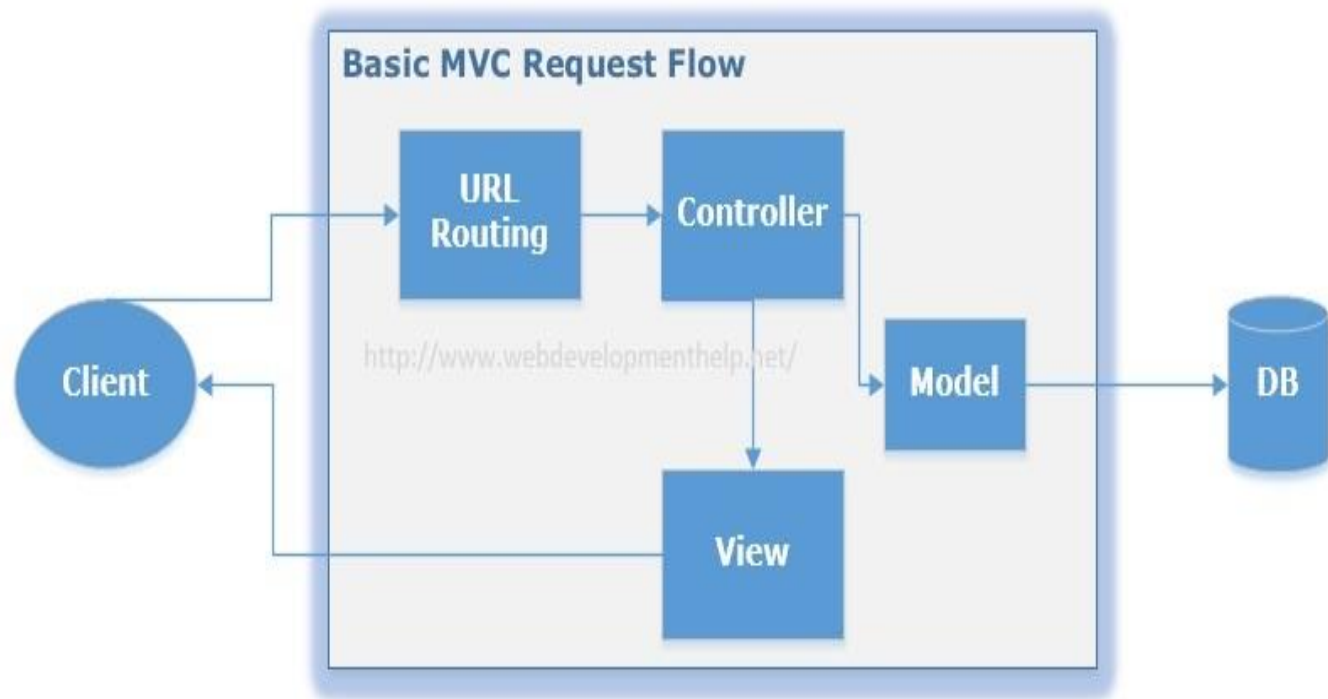 Basic MVC Request Flow
URL
Routing
Controller
http://www.webdevelopmenthelp.net/
Client
Model
DB
View